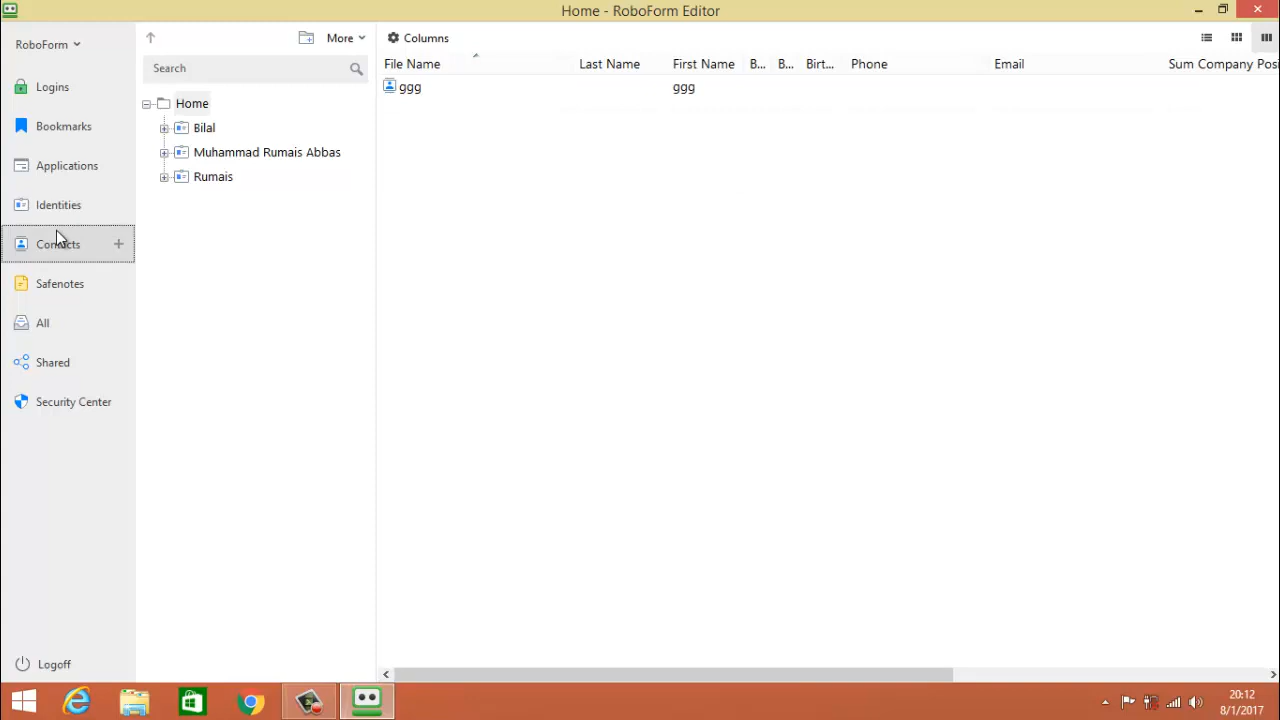 Home - RoboForm Editor
RoboForm
More
Columns
Search
File Name
Last Name
First Name
B...
B...
Birt...
Phone
Email
Sum Company Posi
Logins
Bookmarks
Applications
Identities
Contacts
Safenotes
All
Shared
Security Center
Logoff
Home
Bilal
Muhammad Rumais Abbas
Rumais
ggg
ggg
20:12
8/1/2017